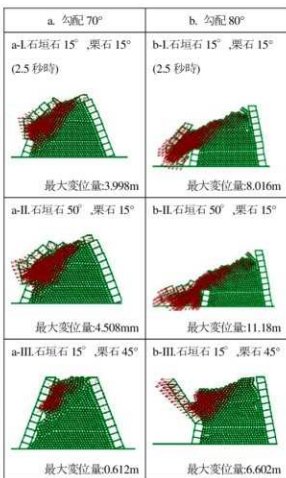 a. 勾配 70°
b. 勾配 80°
a-I.石垣石 15° ,栗石 15°
(2.5 秒時)
最大変位量:3.998m
b-I.石垣石 15° ,栗石 15°
(2.5 秒時)
最大変位量:8.016m
a-II.石垣石 50° ,栗石 15°
最大変位量:4.508mm
b-II.石垣石 50° ,栗石 15°
最大変位量:11.18m
a-III.石垣石 15° ,栗石 45°
最大変位量:0.612m
b-III.石垣石 15° ,栗石 45°
最大変位量:6.602m